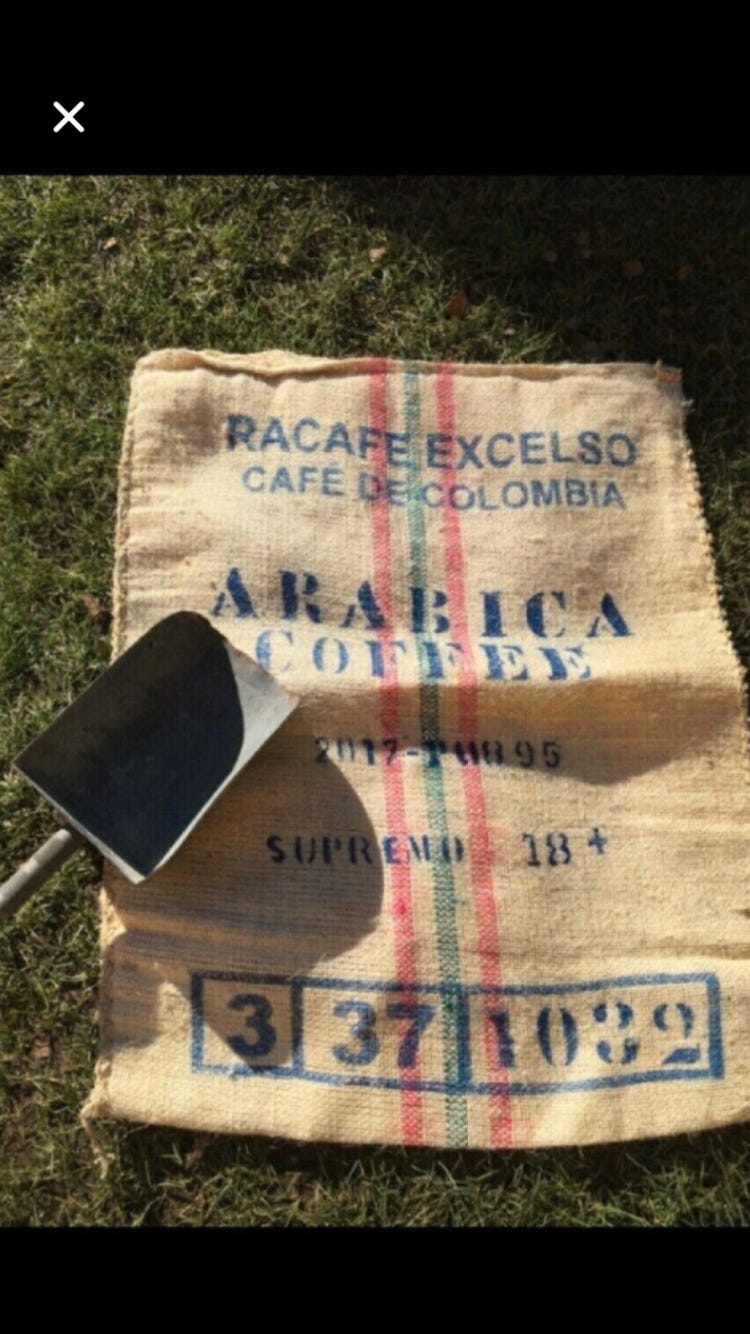 RACAFE EXCELSO
CAFÉ DE COLOMBIA
ARABICA
COFFEE
SUPREMO 18+
3 37 1032